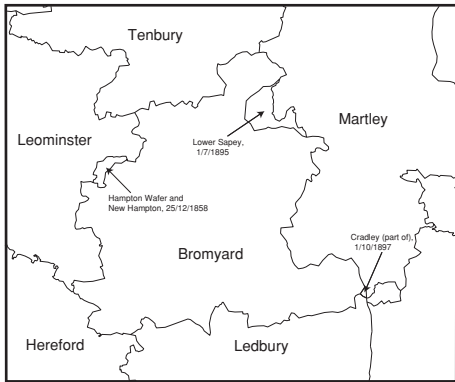 Tenbury
Leominster
Martley
Lower Sapey,
1/7/1895
Hampton Wafer and
New Hampton, 25/12/1858
Cradley (part of),
1/10/1897
Bromyard
Hereford
Ledbury